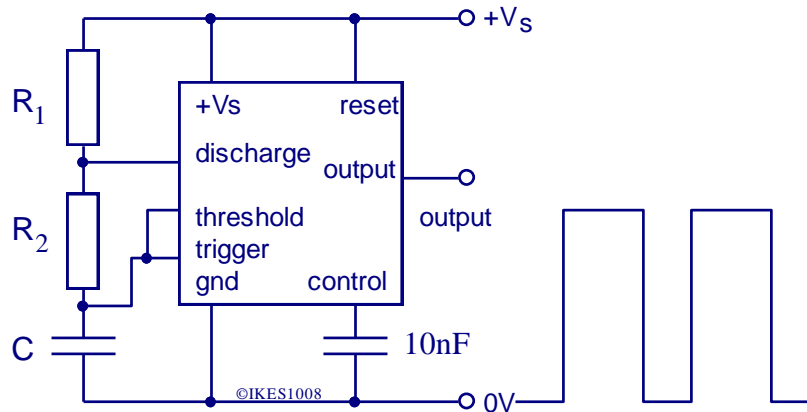 +Vs
R1
+Vs
reset
discharge
output
threshold
output
R2
trigger
gnd
control
C
10nF
©IKES1008
0V